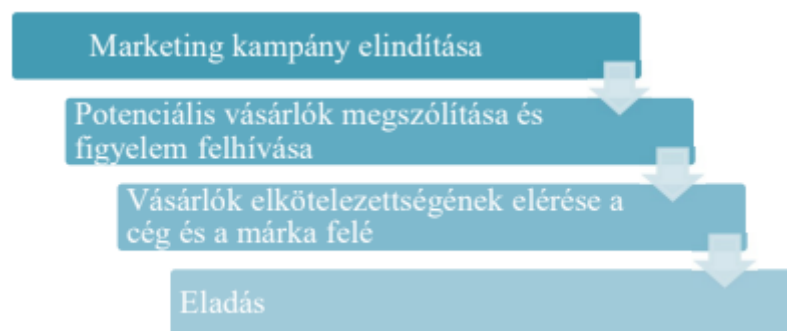 Marketing kampány elindítása
Potenciális vásárlók megszólítása és
figyelem felhívása
Vásárlók elkötelezettségének elérése a
cég és a márka felé
Eladás